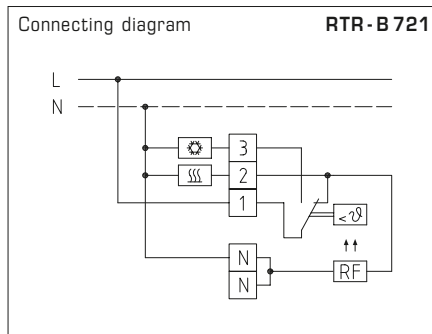 Connecting diagram RTR-B 721
L
N
3
2
1
< ϑ
N
N
RF